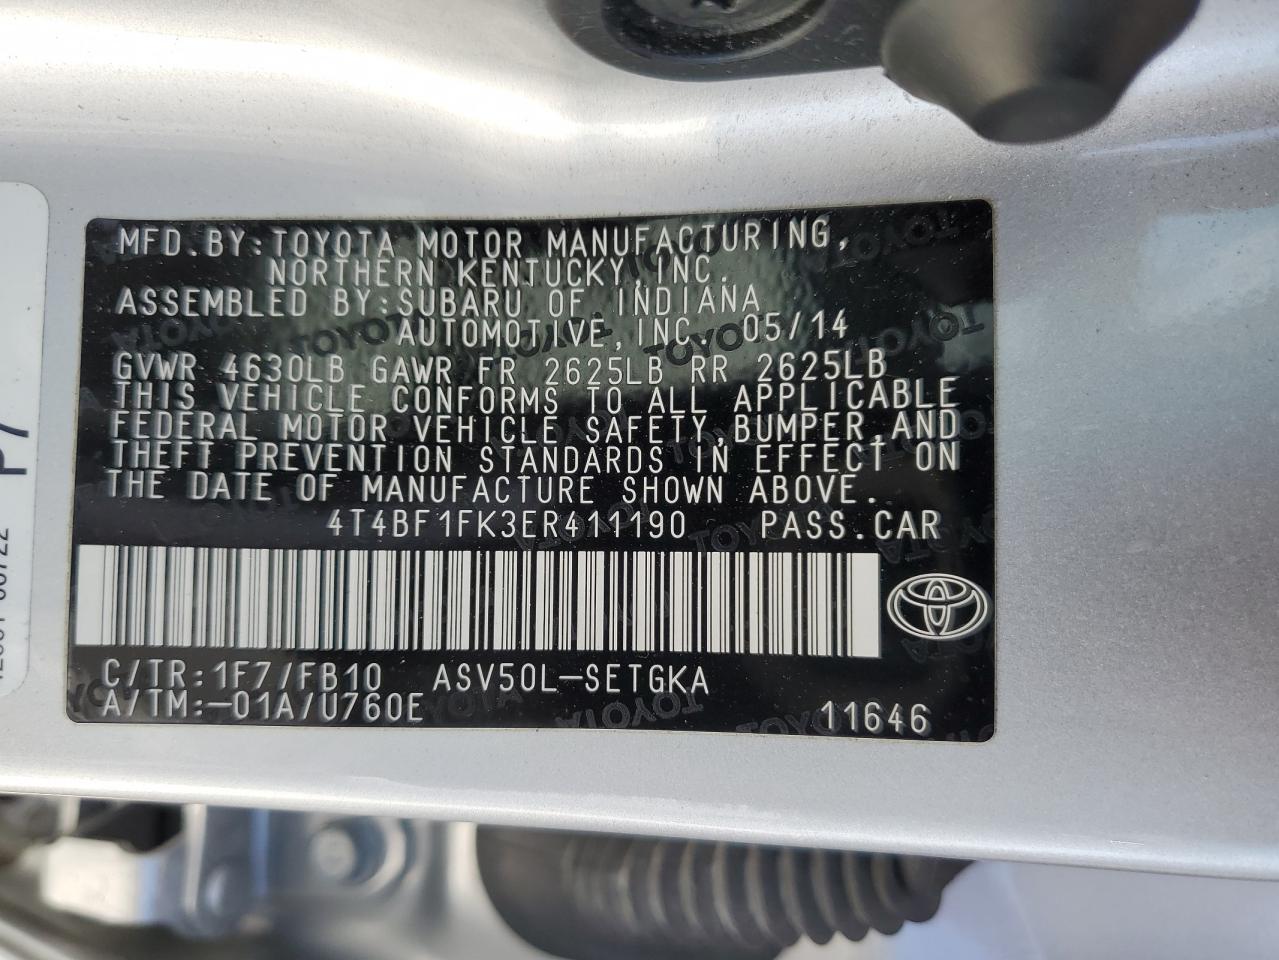 MFD.BY:TOYOTA MOTOR MANUFACTURING,
NORTHERN KENTUCKY,INC.
ASSEMBLED BY:SUBARU OF INDIANA
AUTOMOTIVE,INC. 05/14
GVWR 4630LB GAWR FR 2625LB RR 2625LB
THIS VEHICLE CONFORMS TO ALL APPLICABLE
FEDERAL MOTOR VEHICLE SAFETY,BUMPER,AND
THEFT PREVENTION STANDARDS IN EFFECT ON
THE DATE OF MANUFACTURE SHOWN ABOVE.
4T4BF1FK3ER411190 PASS.CAR
C/TR:1F7/FB10 ASV50L-SETGKA
A/TM:-01A/U760E 11646
P7